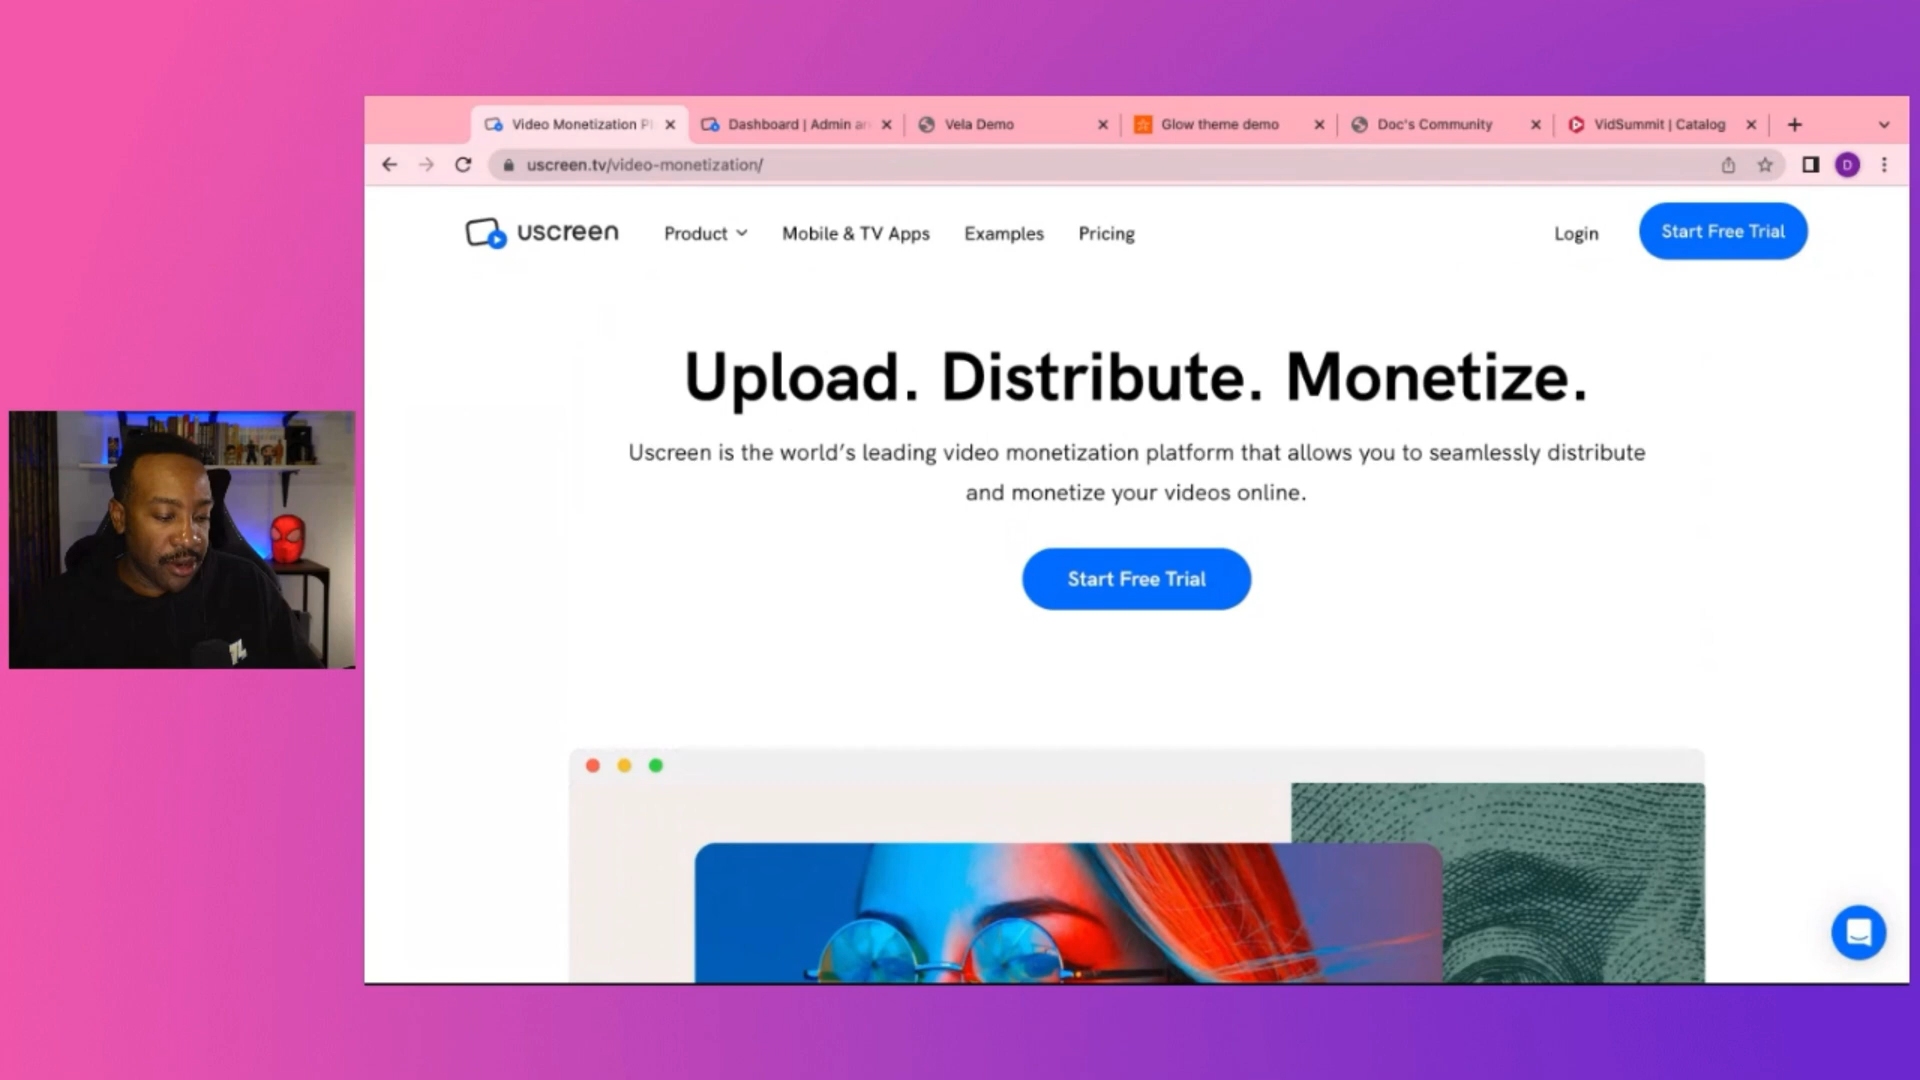 Video Monetization Pl
Dashboard | Admin an
Vela Demo
Glow theme demo
Doc's Community
VidSummit | Catalog
uscreen.tv/video-monetization/
D
uscreen
Product
Mobile & TV Apps
Examples
Pricing
Login
Start Free Trial
Upload. Distribute. Monetize.
Uscreen is the world's leading video monetization platform that allows you to seamlessly distribute
and monetize your videos online.
Start Free Trial